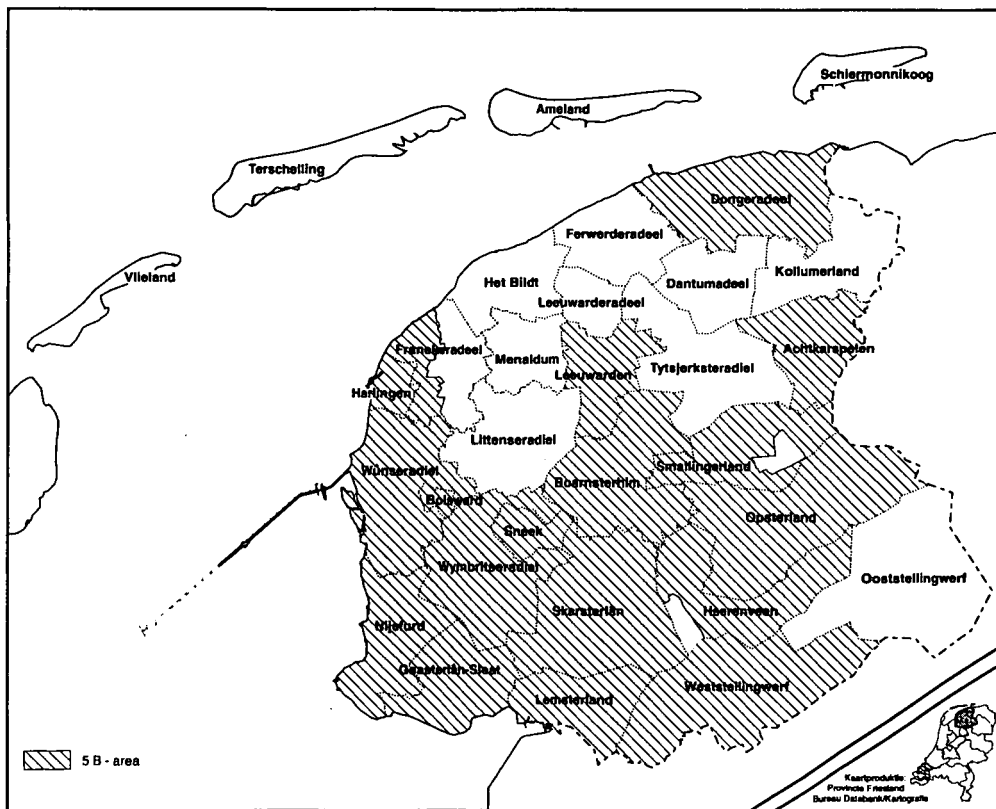 Schiermonnikoog
Ameland
Terschelling
Dongeradeel
Ferwerderadeel
Vlieland
Het Bildt
Dantumadeel
Kollumerland
Leeuwarderadeel
Franekeradeel
Menaldum
Achtkarspelen
Leeuwarden
Tytsjerksteradiel
Harlingen
Littenseradiel
Wûnseradiel
Smallingerland
Boarnsterhim
Bolsward
Sneek
Opsterland
Wymbritseradiel
Ooststellingwerf
Skarsterlân
Heerenveen
Nijefurd
Gaasterlân-Sleat
Lemsterland
Weststellingwerf
5 B - area
Kaartproduktie:
Provincie Friesland
Bureau Databank/Kartografie